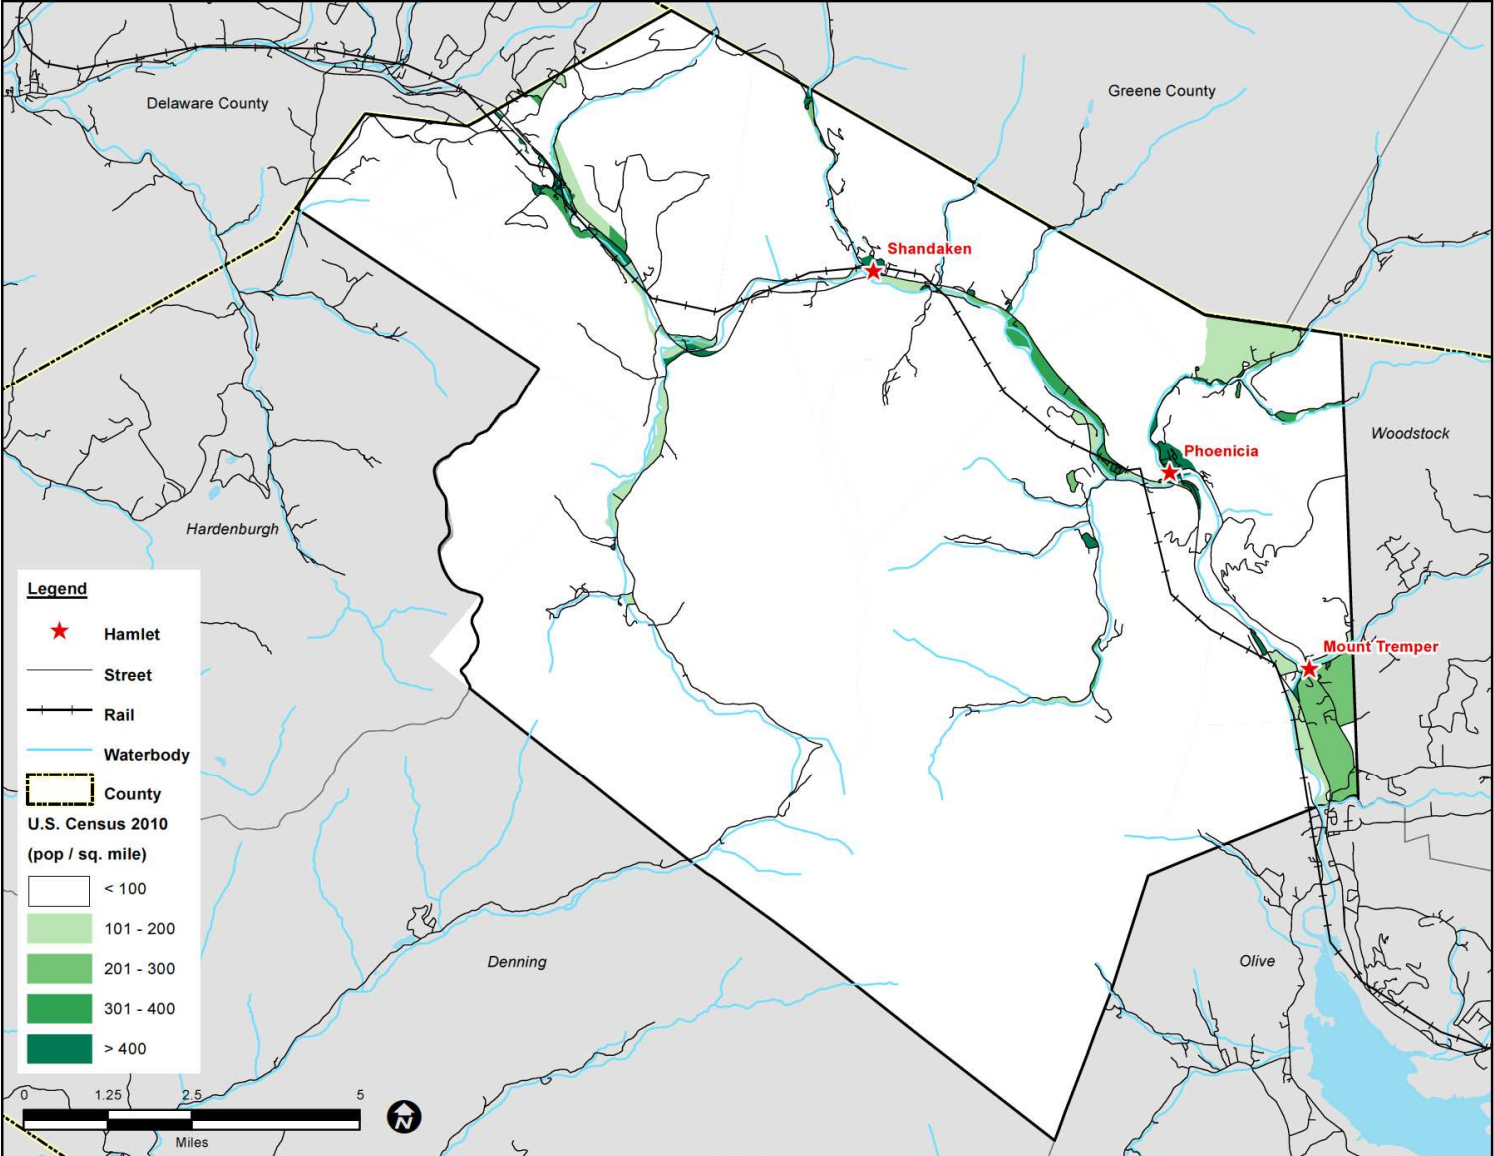 Delaware County
Greene County
Shandaken
Woodstock
Phoenicia
Hardenburgh
Mount Tremper
Denning
Olive
Legend
Hamlet
Street
Rail
Waterbody
County
U.S. Census 2010
(pop / sq. mile)
< 100
101 - 200
201 - 300
301 - 400
> 400
0 1.25 2.5 5
Miles
N